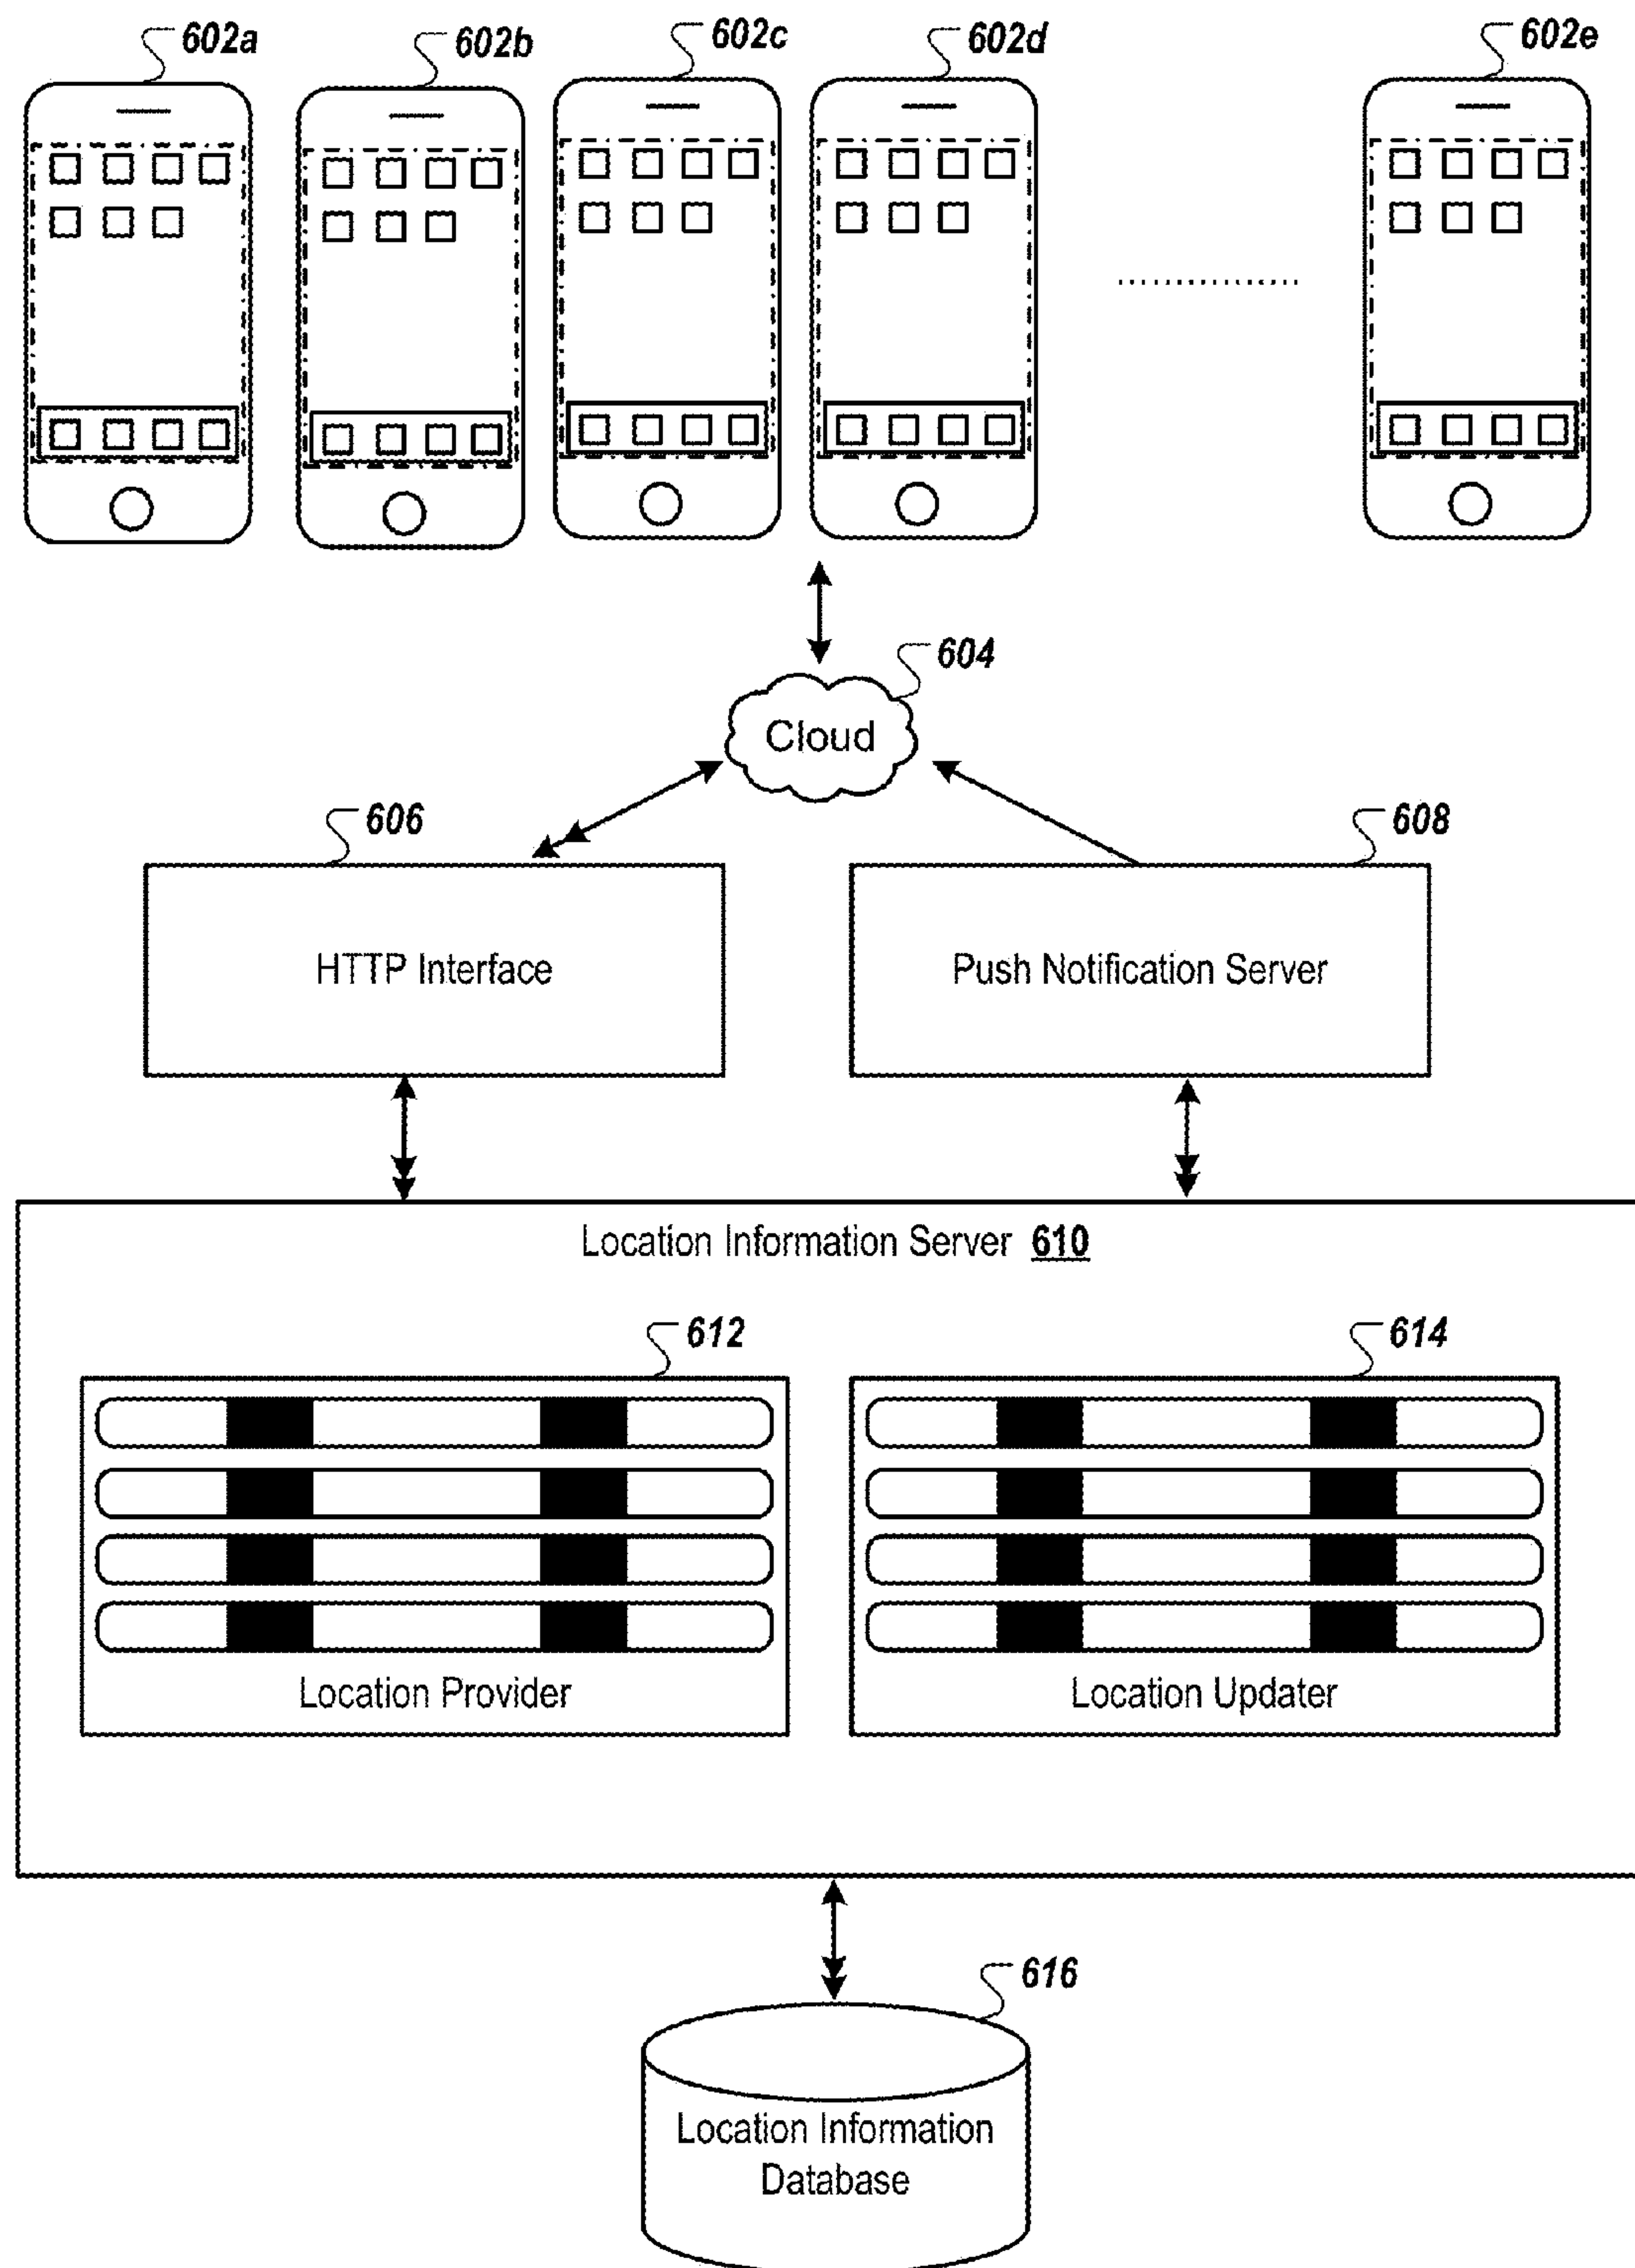 602a
602b
602c
602d
602e
604
Cloud
606
608
HTTP Interface
Push Notification Server
Location Information Server 610
612
614
Location Provider
Location Updater
616
Location Information
Database